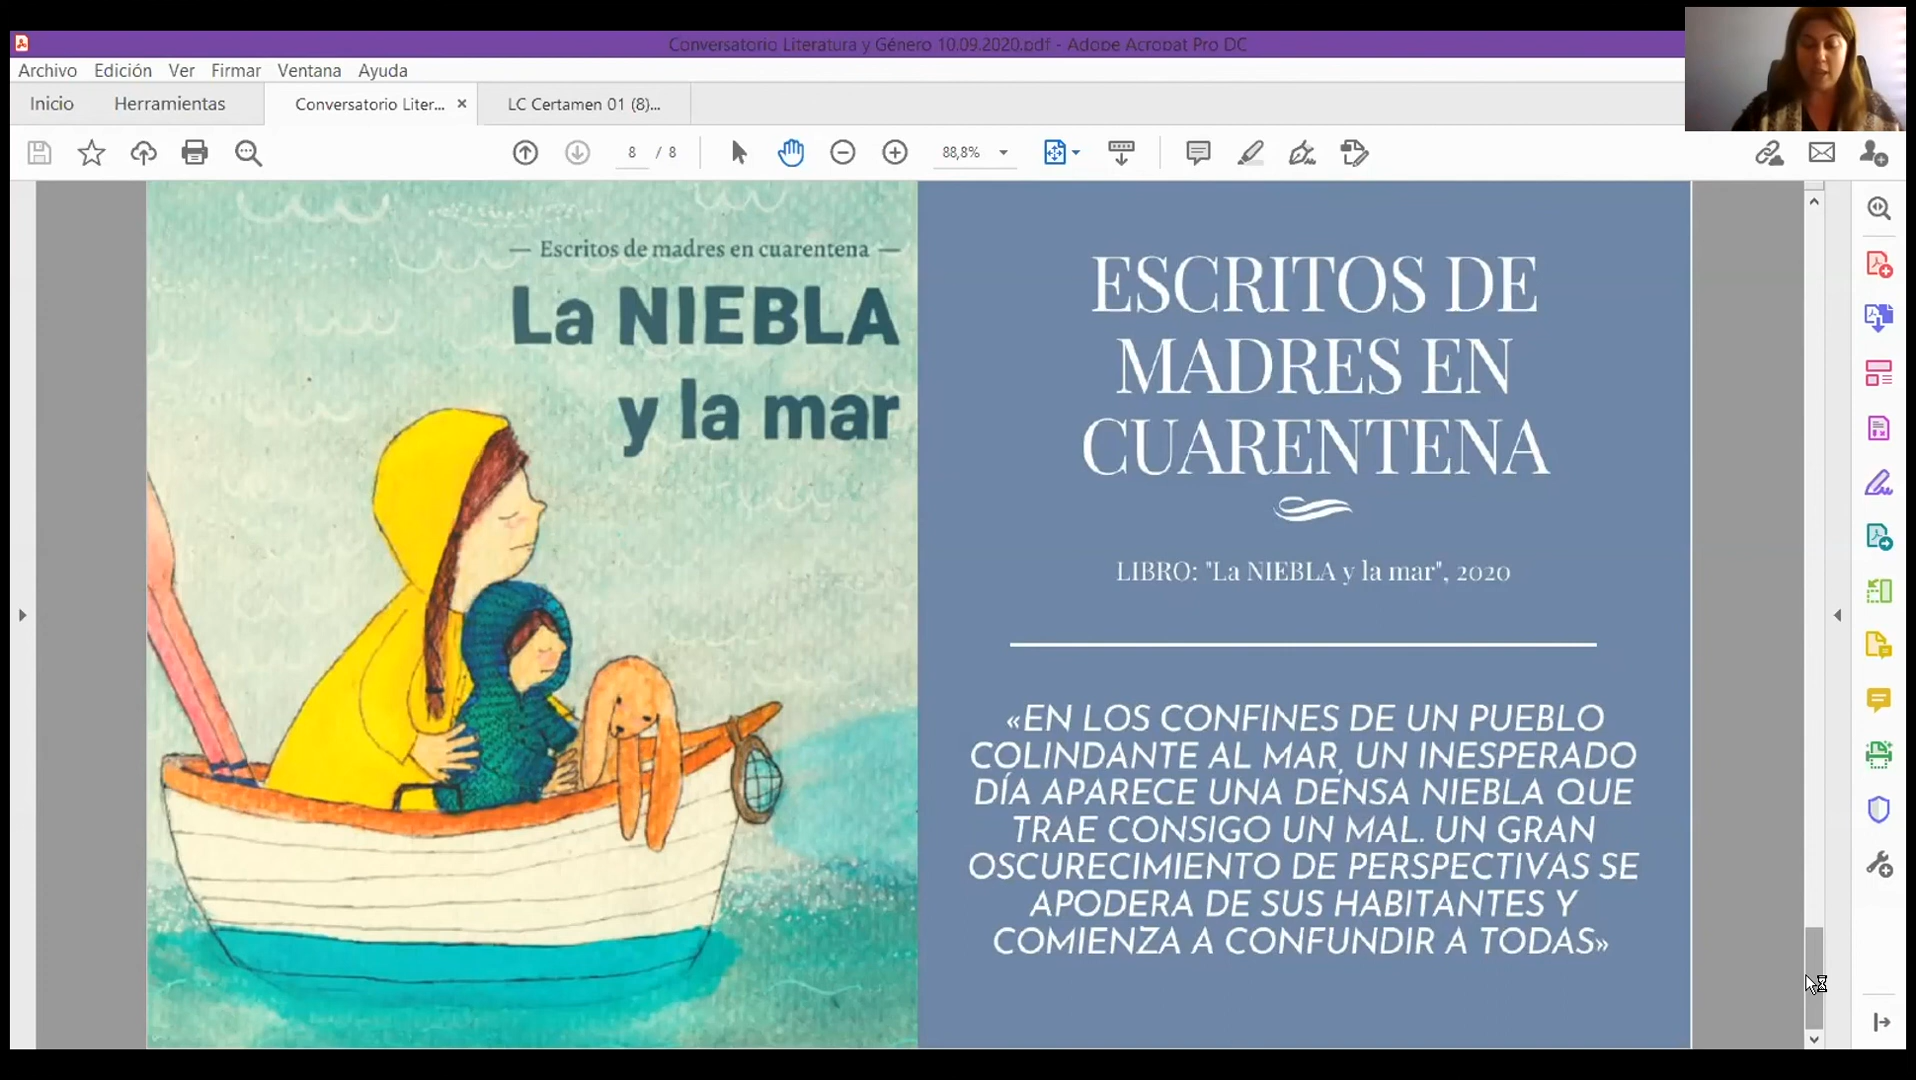 Conversatorio Literatura y Género 10.09.2020.pdf - Adobe Acrobat Pro DC
Archivo Edición Ver Firmar Ventana Ayuda
Inicio Herramientas Conversatorio Liter... × LC Certamen 01 (8)...
8 / 8 88,8%
— Escritos de madres en cuarentena —
La NIEBLA
y la mar
ESCRITOS DE
MADRES EN
CUARENTENA
LIBRO: "La NIEBLA y la mar", 2020
«EN LOS CONFINES DE UN PUEBLO
COLINDANTE AL MAR, UN INESPERADO
DÍA APARECE UNA DENSA NIEBLA QUE
TRAE CONSIGO UN MAL. UN GRAN
OSCURECIMIENTO DE PERSPECTIVAS SE
APODERA DE SUS HABITANTES Y
COMIENZA A CONFUNDIR A TODAS»